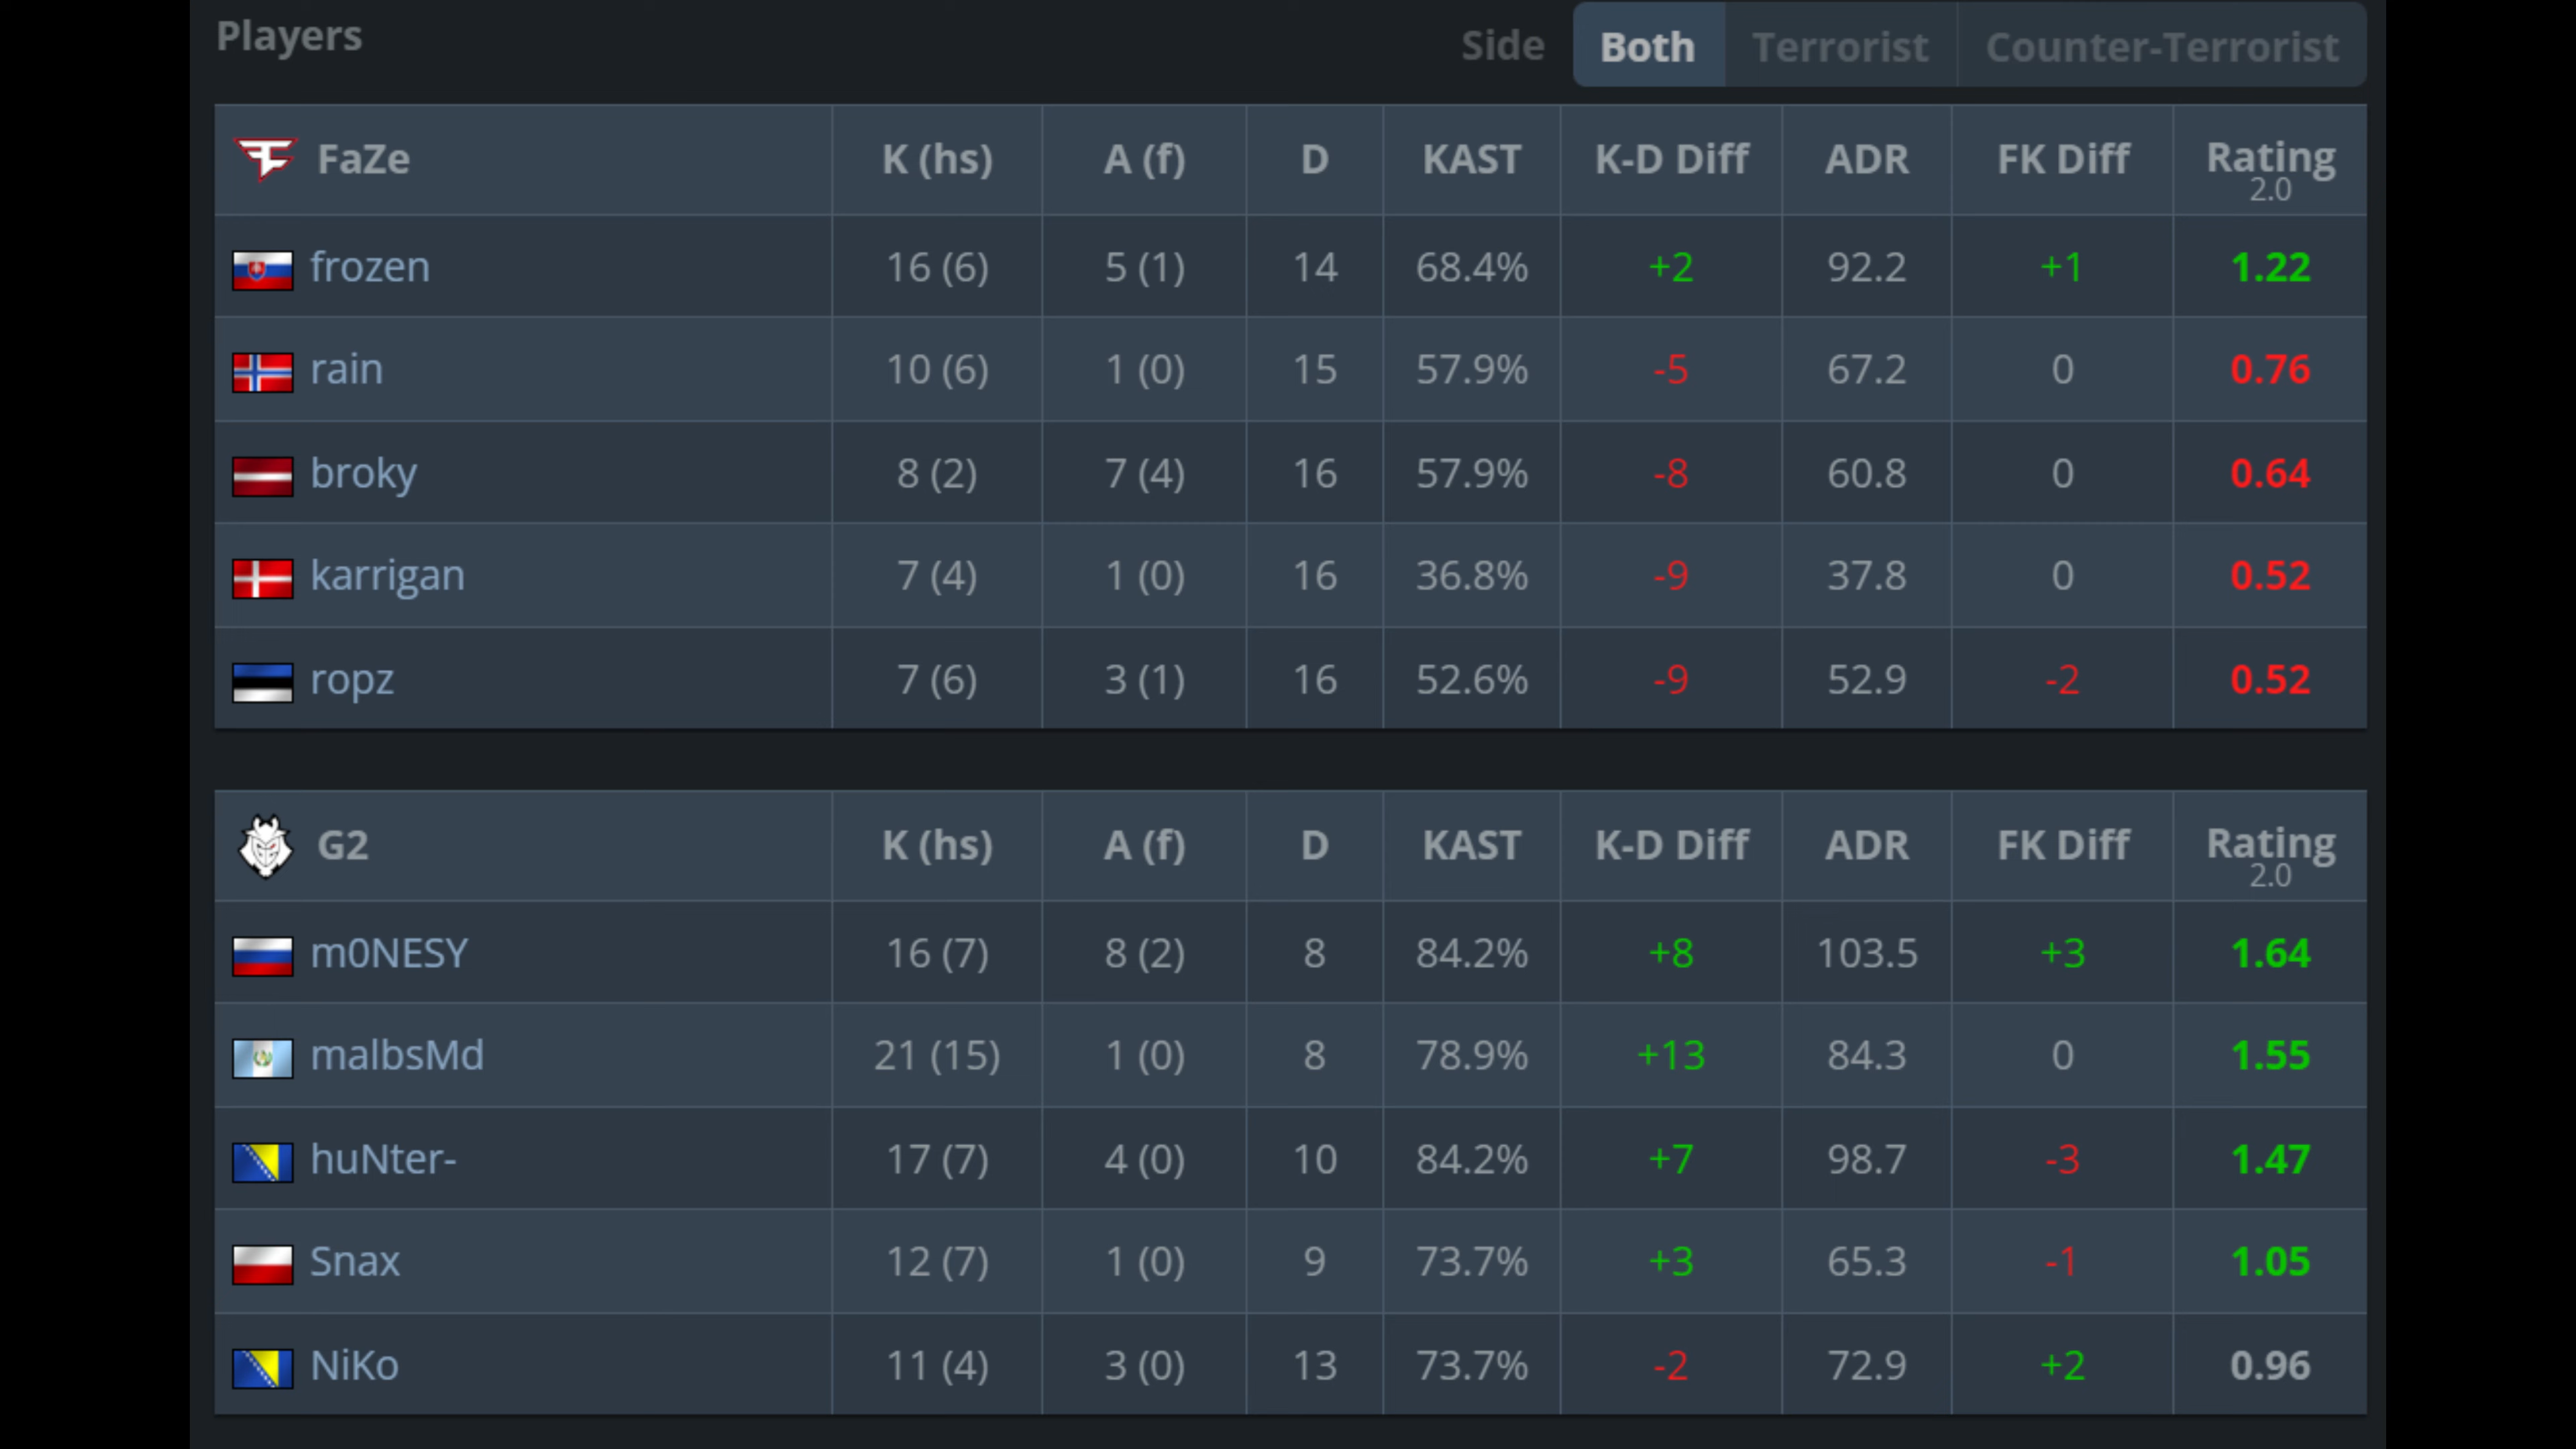 Players Side Both Terrorist Counter-Terrorist
FaZe K (hs) A (f) D KAST K-D Diff ADR FK Diff Rating 2.0
frozen 16 (6) 5 (1) 14 68.4% +2 92.2 +1 1.22
rain 10 (6) 1 (0) 15 57.9% -5 67.2 0 0.76
broky 8 (2) 7 (4) 16 57.9% -8 60.8 0 0.64
karrigan 7 (4) 1 (0) 16 36.8% -9 37.8 0 0.52
ropz 7 (6) 3 (1) 16 52.6% -9 52.9 -2 0.52
G2 K (hs) A (f) D KAST K-D Diff ADR FK Diff Rating 2.0
m0NESY 16 (7) 8 (2) 8 84.2% +8 103.5 +3 1.64
malbsMd 21 (15) 1 (0) 8 78.9% +13 84.3 0 1.55
huNter- 17 (7) 4 (0) 10 84.2% +7 98.7 -3 1.47
Snax 12 (7) 1 (0) 9 73.7% +3 65.3 -1 1.05
NiKo 11 (4) 3 (0) 13 73.7% -2 72.9 +2 0.96